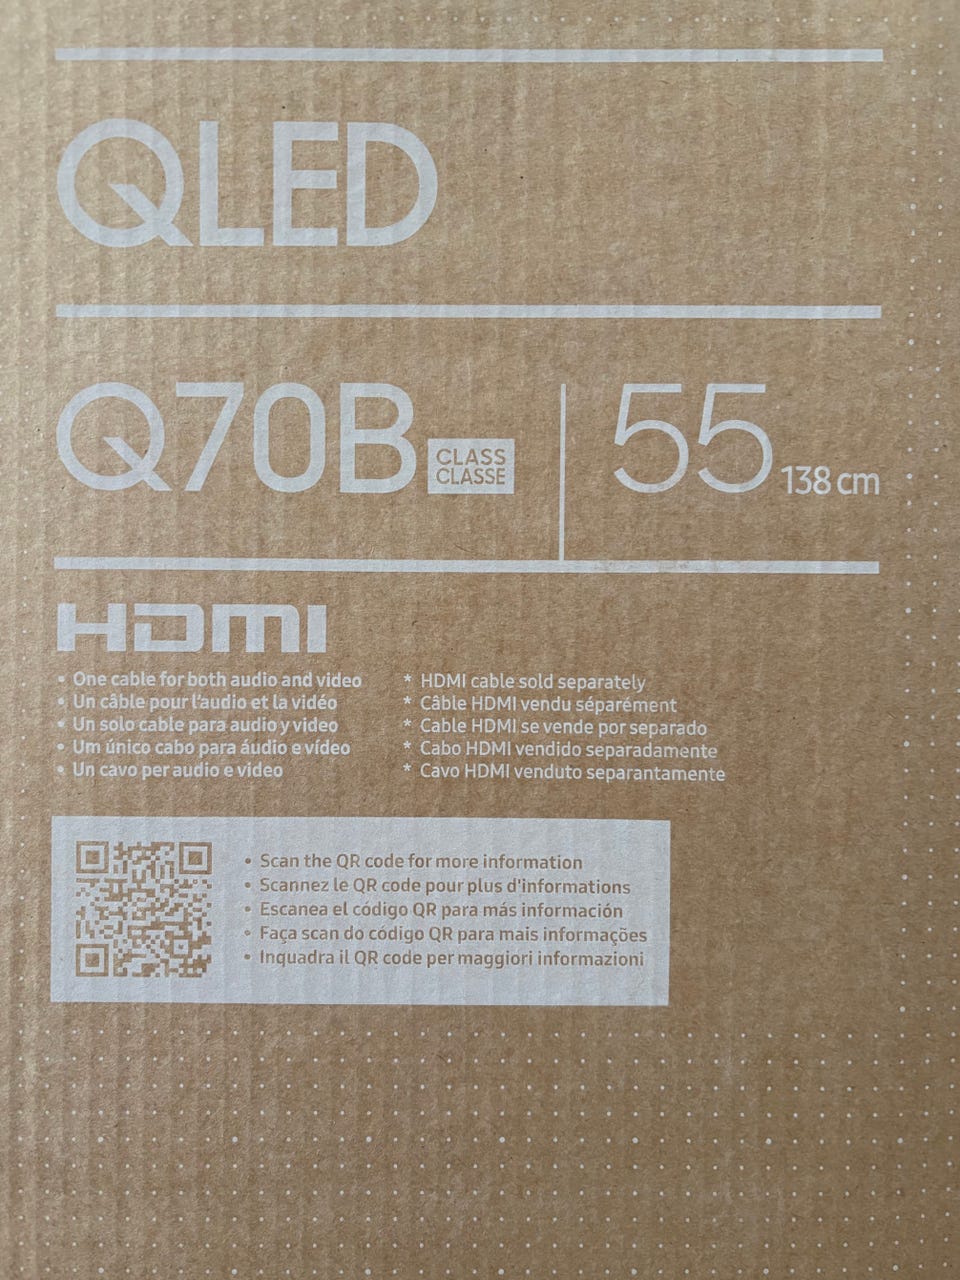 QLED
Q70B CLASS CLASSE 55 138 cm
HDMI
• One cable for both audio and video
• Un câble pour l'audio et la vidéo
• Un solo cable para audio y video
• Um único cabo para áudio e vídeo
• Un cavo per audio e video
* HDMI cable sold separately
* Câble HDMI vendu séparément
* Cable HDMI se vende por separado
* Cabo HDMI vendido separadamente
* Cavo HDMI venduto separantamente
• Scan the QR code for more information
• Scannez le QR code pour plus d'informations
• Escanea el código QR para más información
• Faça scan do código QR para mais informações
• Inquadra il QR code per maggiori informazioni